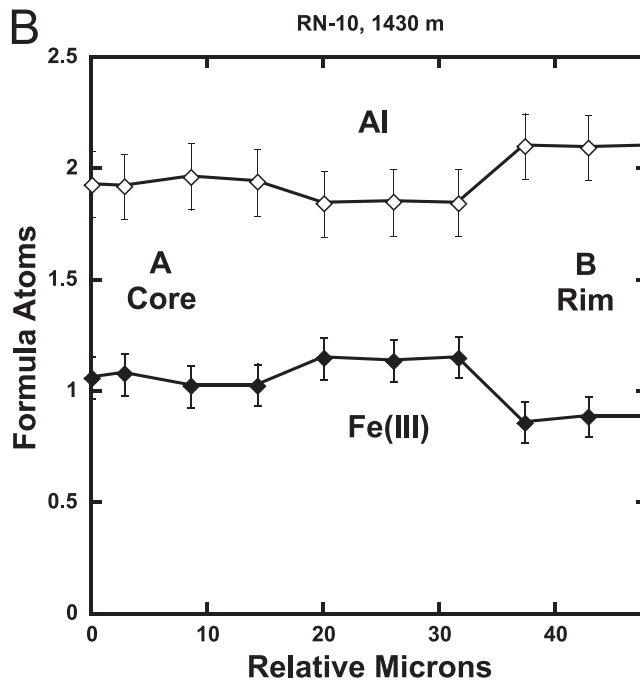 B
RN-10, 1430 m
2.5
Al
2
A
Core
B
Rim
1.5
Formula Atoms
1
Fe(III)
0.5
0
0 10 20 30 40
Relative Microns